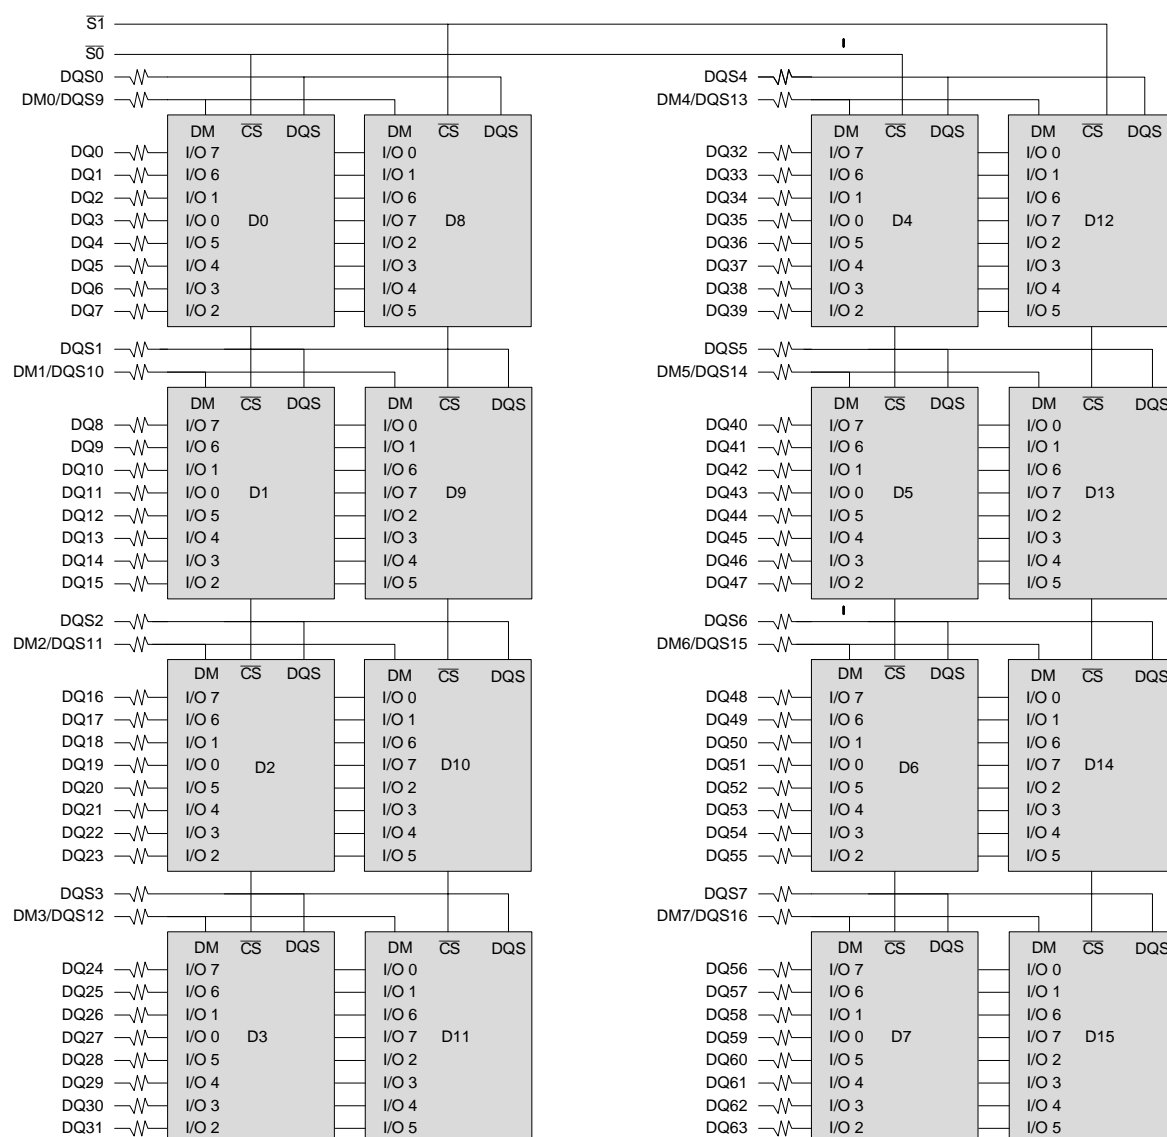 S1
S0
DQS0 DQS4
DM0/DQS9 DM4/DQS13
DM CS DQS DM CS DQS DM CS DQS DM CS DQS
DQ0 I/O 7 I/O 0 DQ32 I/O 7 I/O 0
DQ1 I/O 6 I/O 1 DQ33 I/O 6 I/O 1
DQ2 I/O 1 I/O 6 DQ34 I/O 1 I/O 6
DQ3 I/O 0 D0 I/O 7 D8 DQ35 I/O 0 D4 I/O 7 D12
DQ4 I/O 5 I/O 2 DQ36 I/O 5 I/O 2
DQ5 I/O 4 I/O 3 DQ37 I/O 4 I/O 3
DQ6 I/O 3 I/O 4 DQ38 I/O 3 I/O 4
DQ7 I/O 2 I/O 5 DQ39 I/O 2 I/O 5
DQS1 DQS5
DM1/DQS10 DM5/DQS14
DM CS DQS DM CS DQS DM CS DQS DM CS DQS
DQ8 I/O 7 I/O 0 DQ40 I/O 7 I/O 0
DQ9 I/O 6 I/O 1 DQ41 I/O 6 I/O 1
DQ10 I/O 1 I/O 6 DQ42 I/O 1 I/O 6
DQ11 I/O 0 D1 I/O 7 D9 DQ43 I/O 0 D5 I/O 7 D13
DQ12 I/O 5 I/O 2 DQ44 I/O 5 I/O 2
DQ13 I/O 4 I/O 3 DQ45 I/O 4 I/O 3
DQ14 I/O 3 I/O 4 DQ46 I/O 3 I/O 4
DQ15 I/O 2 I/O 5 DQ47 I/O 2 I/O 5
DQS2 DQS6
DM2/DQS11 DM6/DQS15
DM CS DQS DM CS DQS DM CS DQS DM CS DQS
DQ16 I/O 7 I/O 0 DQ48 I/O 7 I/O 0
DQ17 I/O 6 I/O 1 DQ49 I/O 6 I/O 1
DQ18 I/O 1 I/O 6 DQ50 I/O 1 I/O 6
DQ19 I/O 0 D2 I/O 7 D10 DQ51 I/O 0 D6 I/O 7 D14
DQ20 I/O 5 I/O 2 DQ52 I/O 5 I/O 2
DQ21 I/O 4 I/O 3 DQ53 I/O 4 I/O 3
DQ22 I/O 3 I/O 4 DQ54 I/O 3 I/O 4
DQ23 I/O 2 I/O 5 DQ55 I/O 2 I/O 5
DQS3 DQS7
DM3/DQS12 DM7/DQS16
DM CS DQS DM CS DQS DM CS DQS DM CS DQS
DQ24 I/O 7 I/O 0 DQ56 I/O 7 I/O 0
DQ25 I/O 6 I/O 1 DQ57 I/O 6 I/O 1
DQ26 I/O 1 I/O 6 DQ58 I/O 1 I/O 6
DQ27 I/O 0 D3 I/O 7 D11 DQ59 I/O 0 D7 I/O 7 D15
DQ28 I/O 5 I/O 2 DQ60 I/O 5 I/O 2
DQ29 I/O 4 I/O 3 DQ61 I/O 4 I/O 3
DQ30 I/O 3 I/O 4 DQ62 I/O 3 I/O 4
DQ31 I/O 2 I/O 5 DQ63 I/O 2 I/O 5